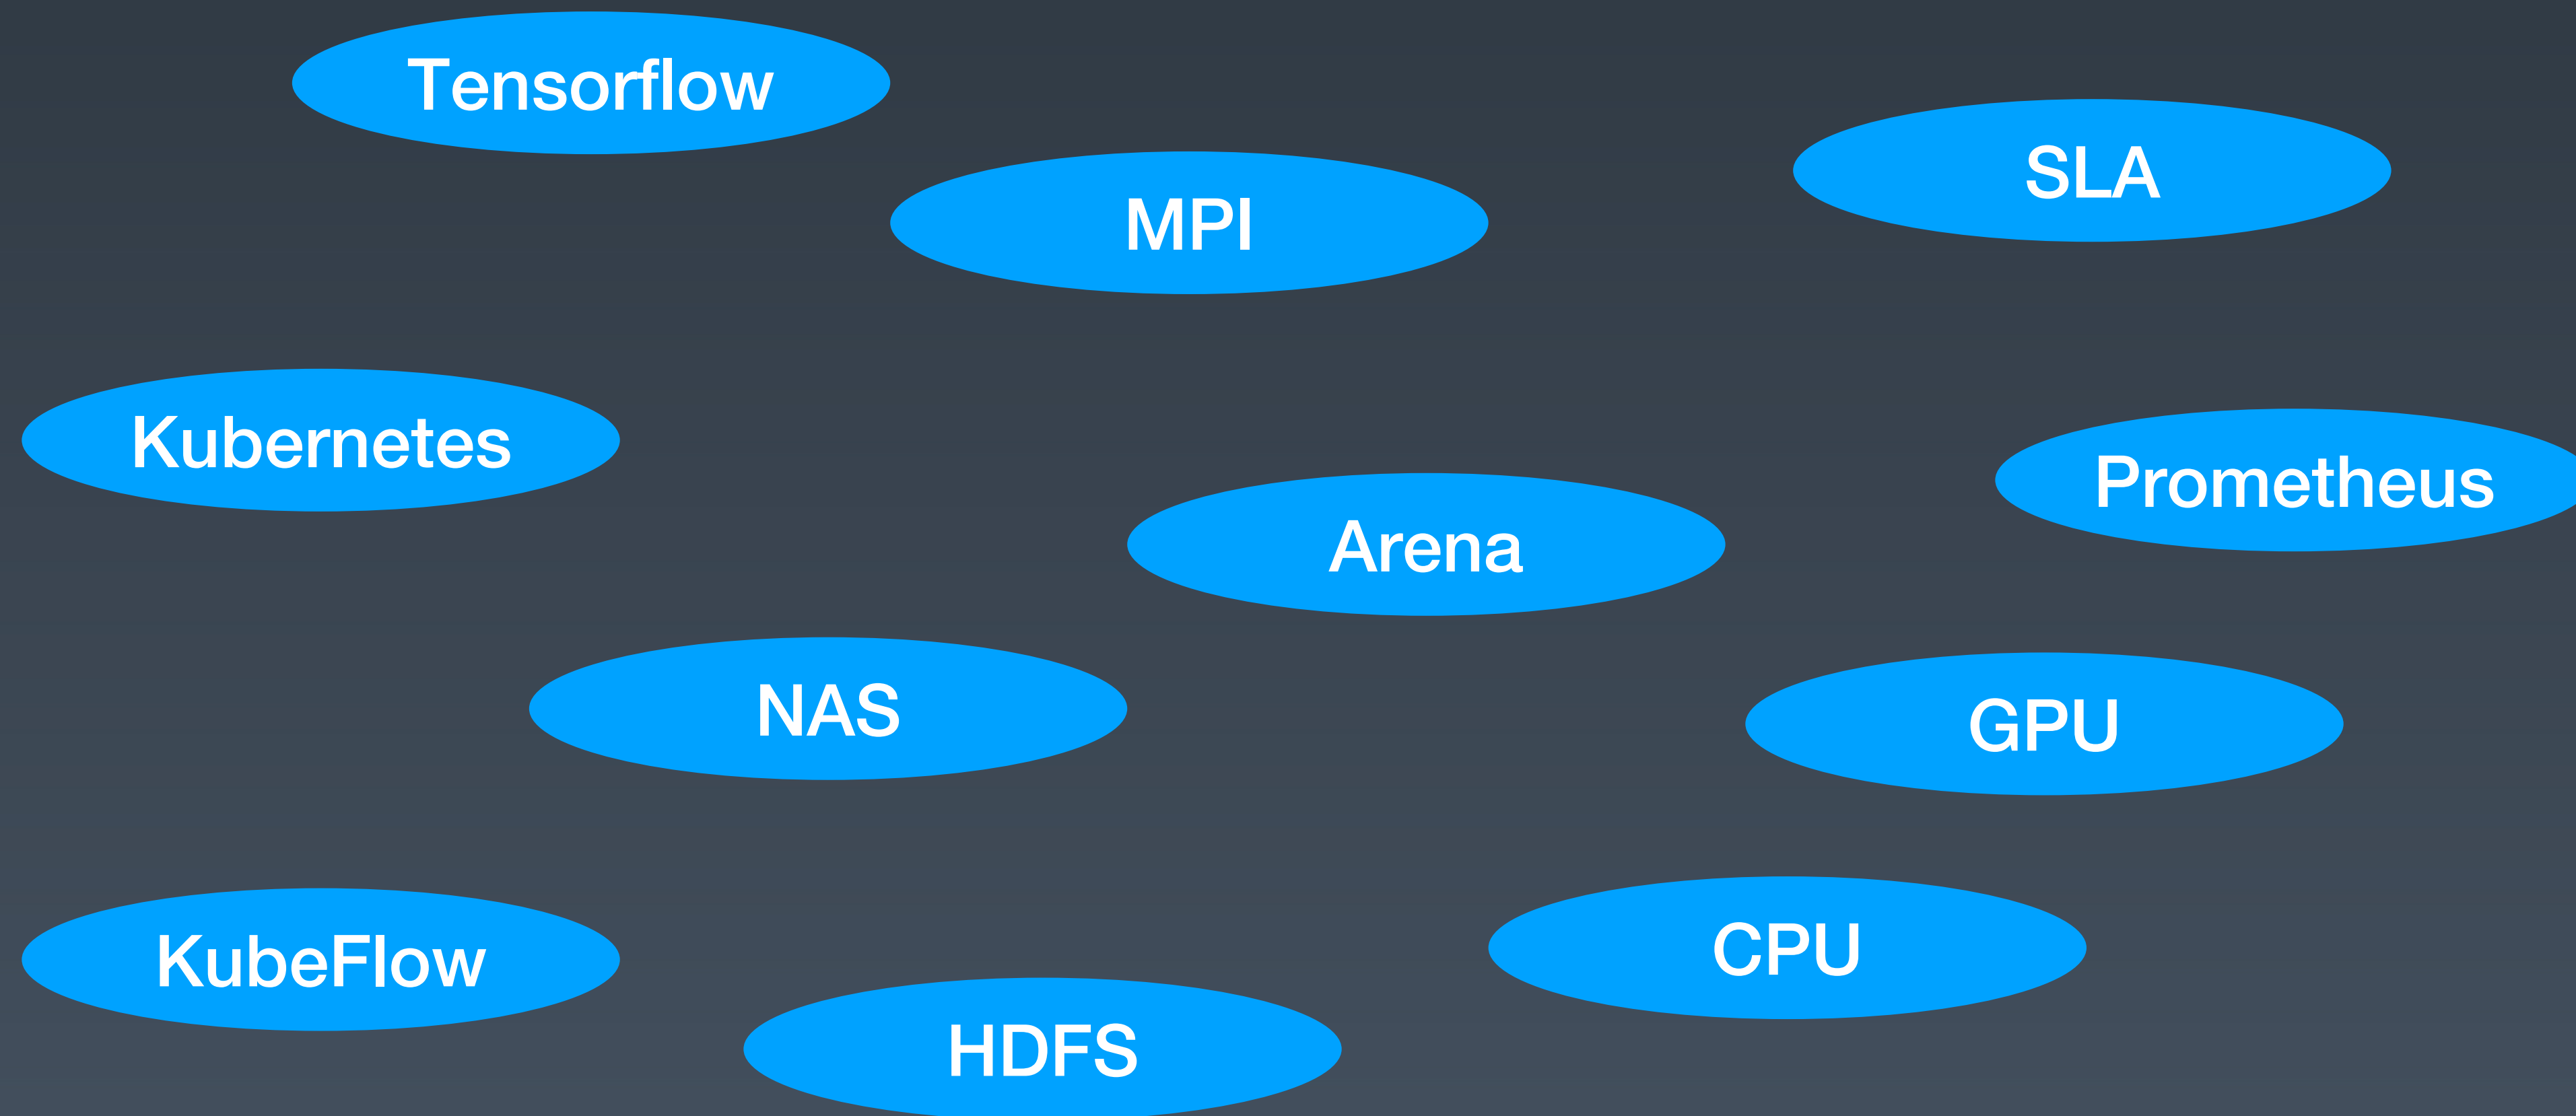 Tensorflow
SLA
MPI
Kubernetes
Prometheus
Arena
NAS
GPU
KubeFlow
CPU
HDFS